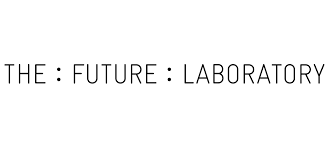 THE : FUTURE : LABORATORY